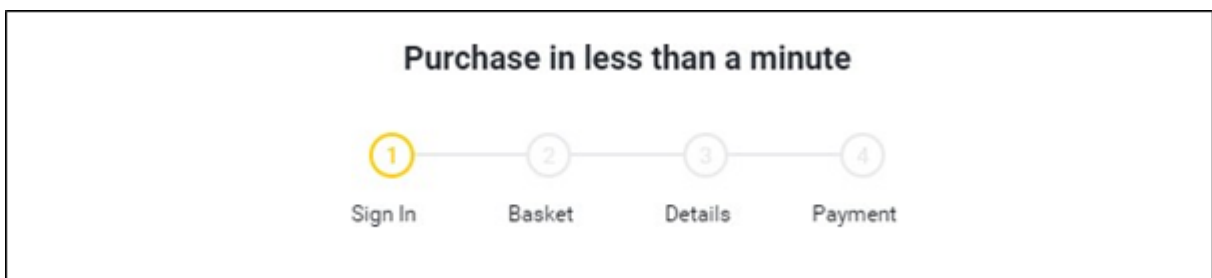 Purchase in less than a minute
1 2 3 4
Sign In Basket Details Payment